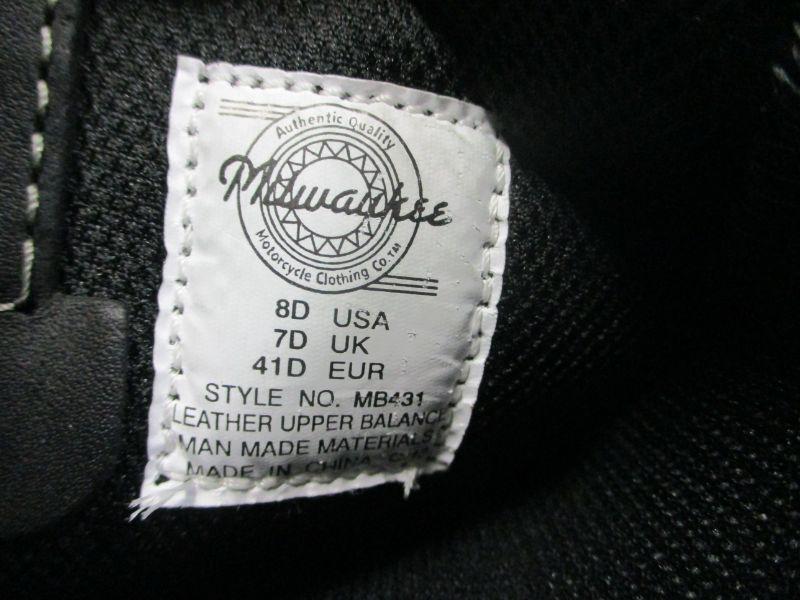 Authentic Quality
Milwaukee
Motorcycle Clothing Co.
8D USA
7D UK
41D EUR
STYLE NO. MB431
LEATHER UPPER BALANCE
MAN MADE MATERIALS
MADE IN CHINA